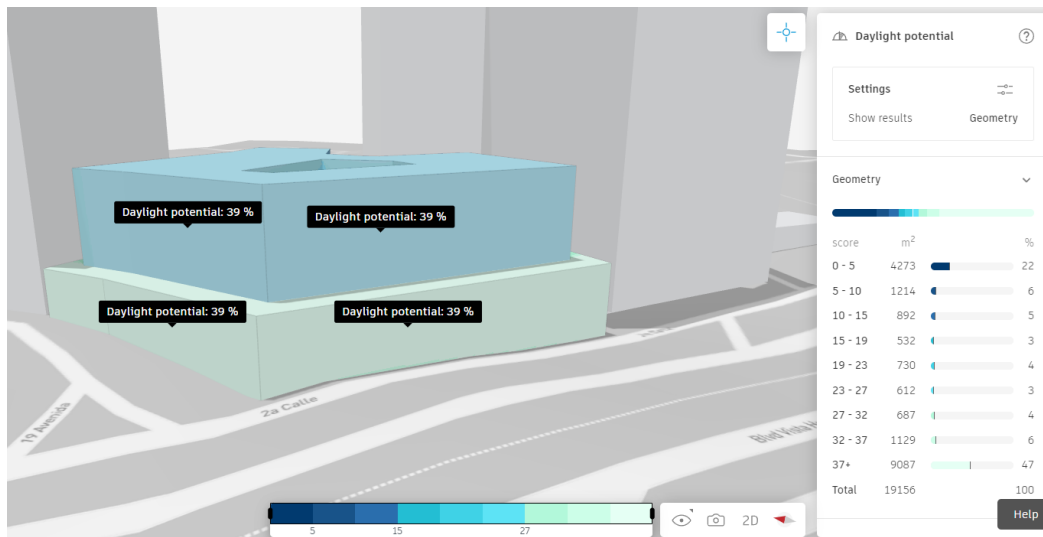 Daylight potential
?
Settings
Show results Geometry
Geometry
score m² %
0 - 5 4273 22
5 - 10 1214 6
10 - 15 892 5
15 - 19 532 3
19 - 23 730 4
23 - 27 612 3
27 - 32 687 4
32 - 37 1129 6
37+ 9087 47
Total 19156 100
Help
Daylight potential: 39 %
Daylight potential: 39 %
Daylight potential: 39 %
Daylight potential: 39 %
2a Calle
19 Avenida
Blvd Vista
5 15 27
2D